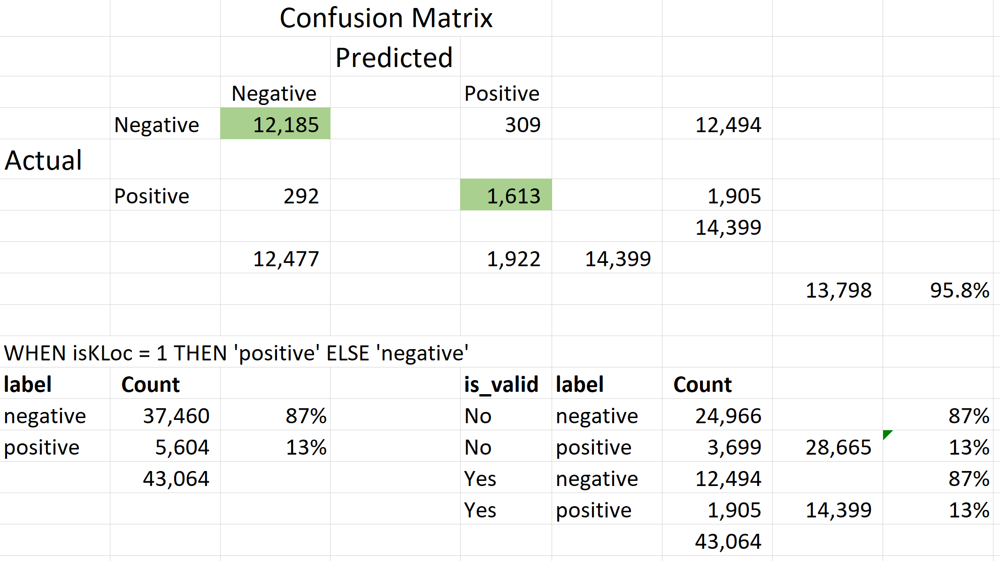 Confusion Matrix
Predicted
Negative Positive
Negative 12,185 309 12,494
Actual
Positive 292 1,613 1,905
14,399
12,477 1,922 14,399
13,798 95.8%
WHEN isKLoc = 1 THEN 'positive' ELSE 'negative'
label Count is_valid label Count
negative 37,460 87% No negative 24,966 87%
positive 5,604 13% No positive 3,699 28,665 13%
43,064 Yes negative 12,494 87%
Yes positive 1,905 14,399 13%
43,064